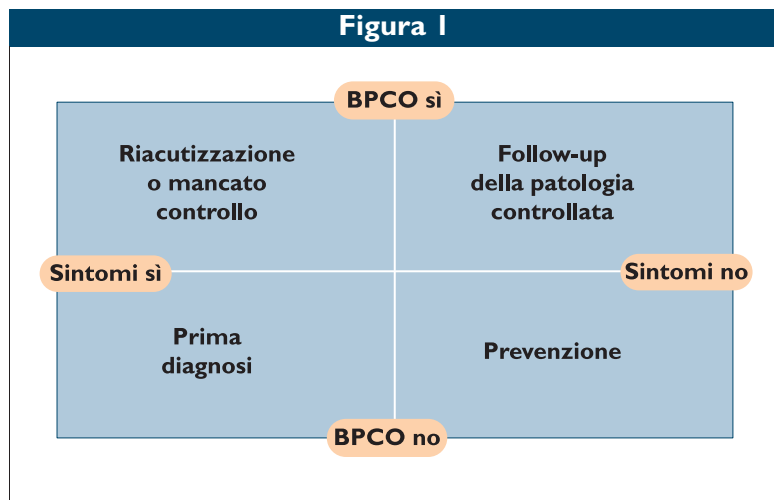 Figura 1
BPCO sì
Riacutizzazione
o mancato
controllo
Follow-up
della patologia
controllata
Sintomi sì
Sintomi no
Prima
diagnosi
Prevenzione
BPCO no